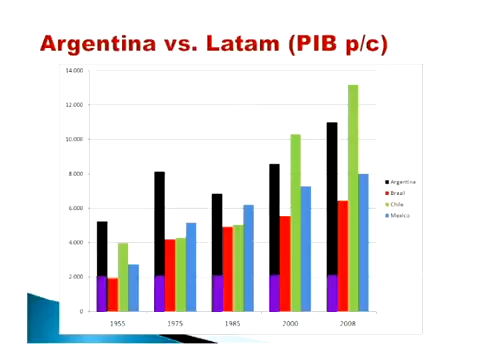 Argentina vs. Latam (PIB p/c)
14.000
12.000
10.000
8.000
6.000
4.000
2.000
0
1955
1975
1985
2000
2008
Argentina
Brazil
Chile
Mexico